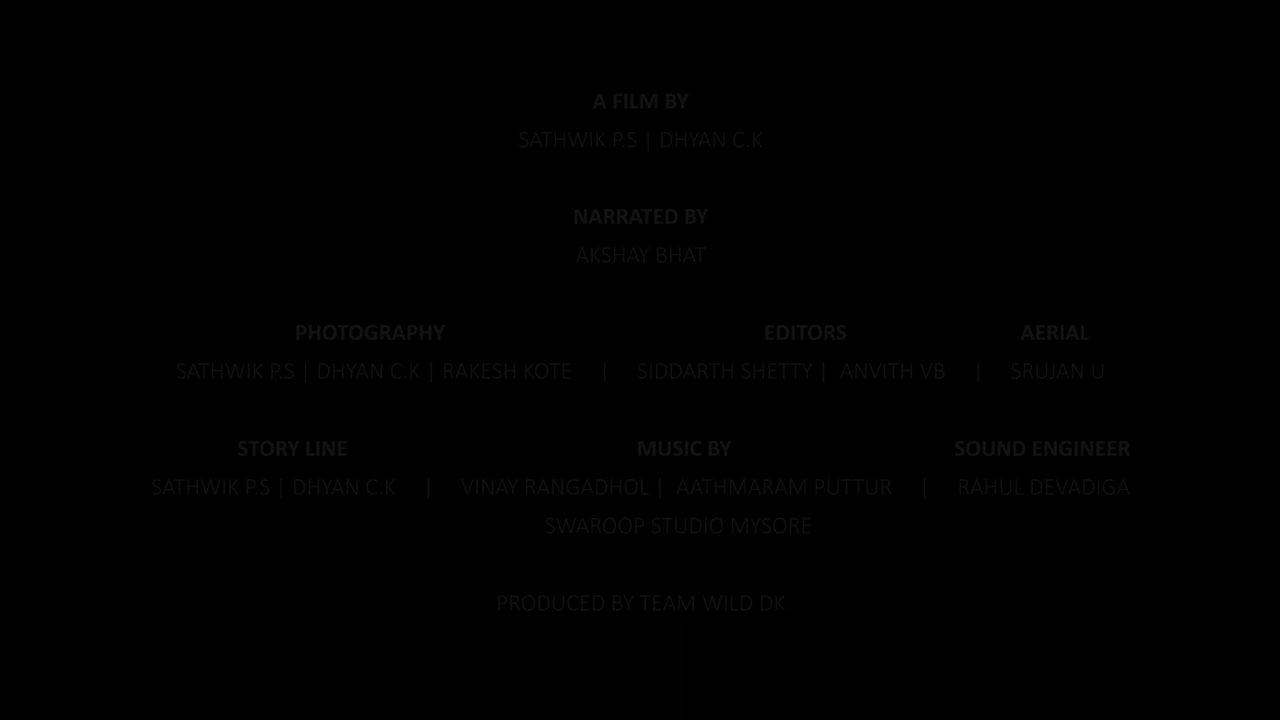 A FILM BY
SATHWIK P.S | DHYAN C.K
NARRATED BY
AKSHAY BHAT
PHOTOGRAPHY EDITORS AERIAL
SATHWIK P.S | DHYAN C.K | RAKESH KOTE | SIDDARTH SHETTY | ANVITH VB | SRUJAN U
STORY LINE MUSIC BY SOUND ENGINEER
SATHWIK P.S | DHYAN C.K | VINAY RANGADHOL | AATHMARAM PUTTUR | RAHUL DEVADIGA
SWAROOP STUDIO MYSORE
PRODUCED BY TEAM WILD DK